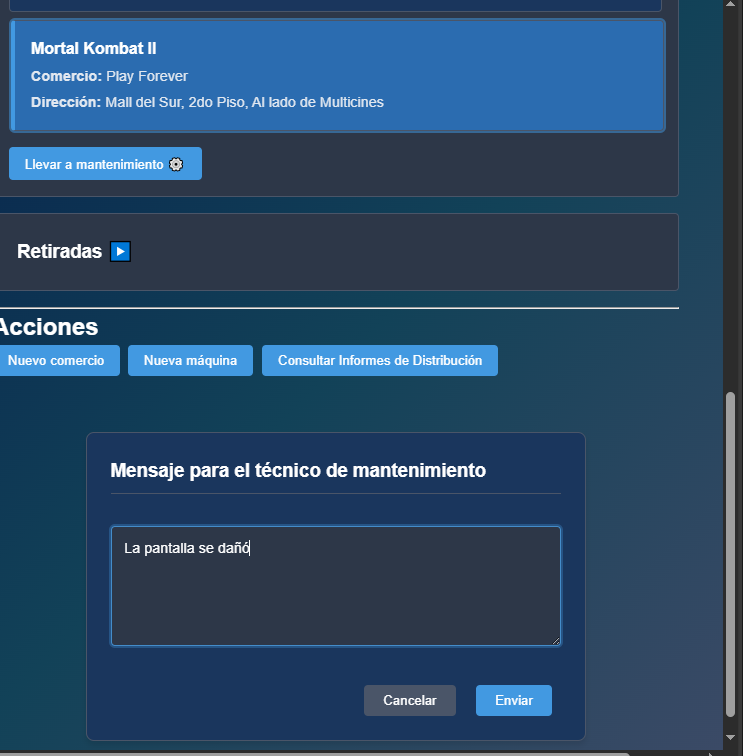 Mortal Kombat II
Comercio: Play Forever
Dirección: Mall del Sur, 2do Piso, Al lado de Multicines
Llevar a mantenimiento
Retiradas
Acciones
Nuevo comercio
Nueva máquina
Consultar Informes de Distribución
Mensaje para el técnico de mantenimiento
La pantalla se dañó
Cancelar
Enviar